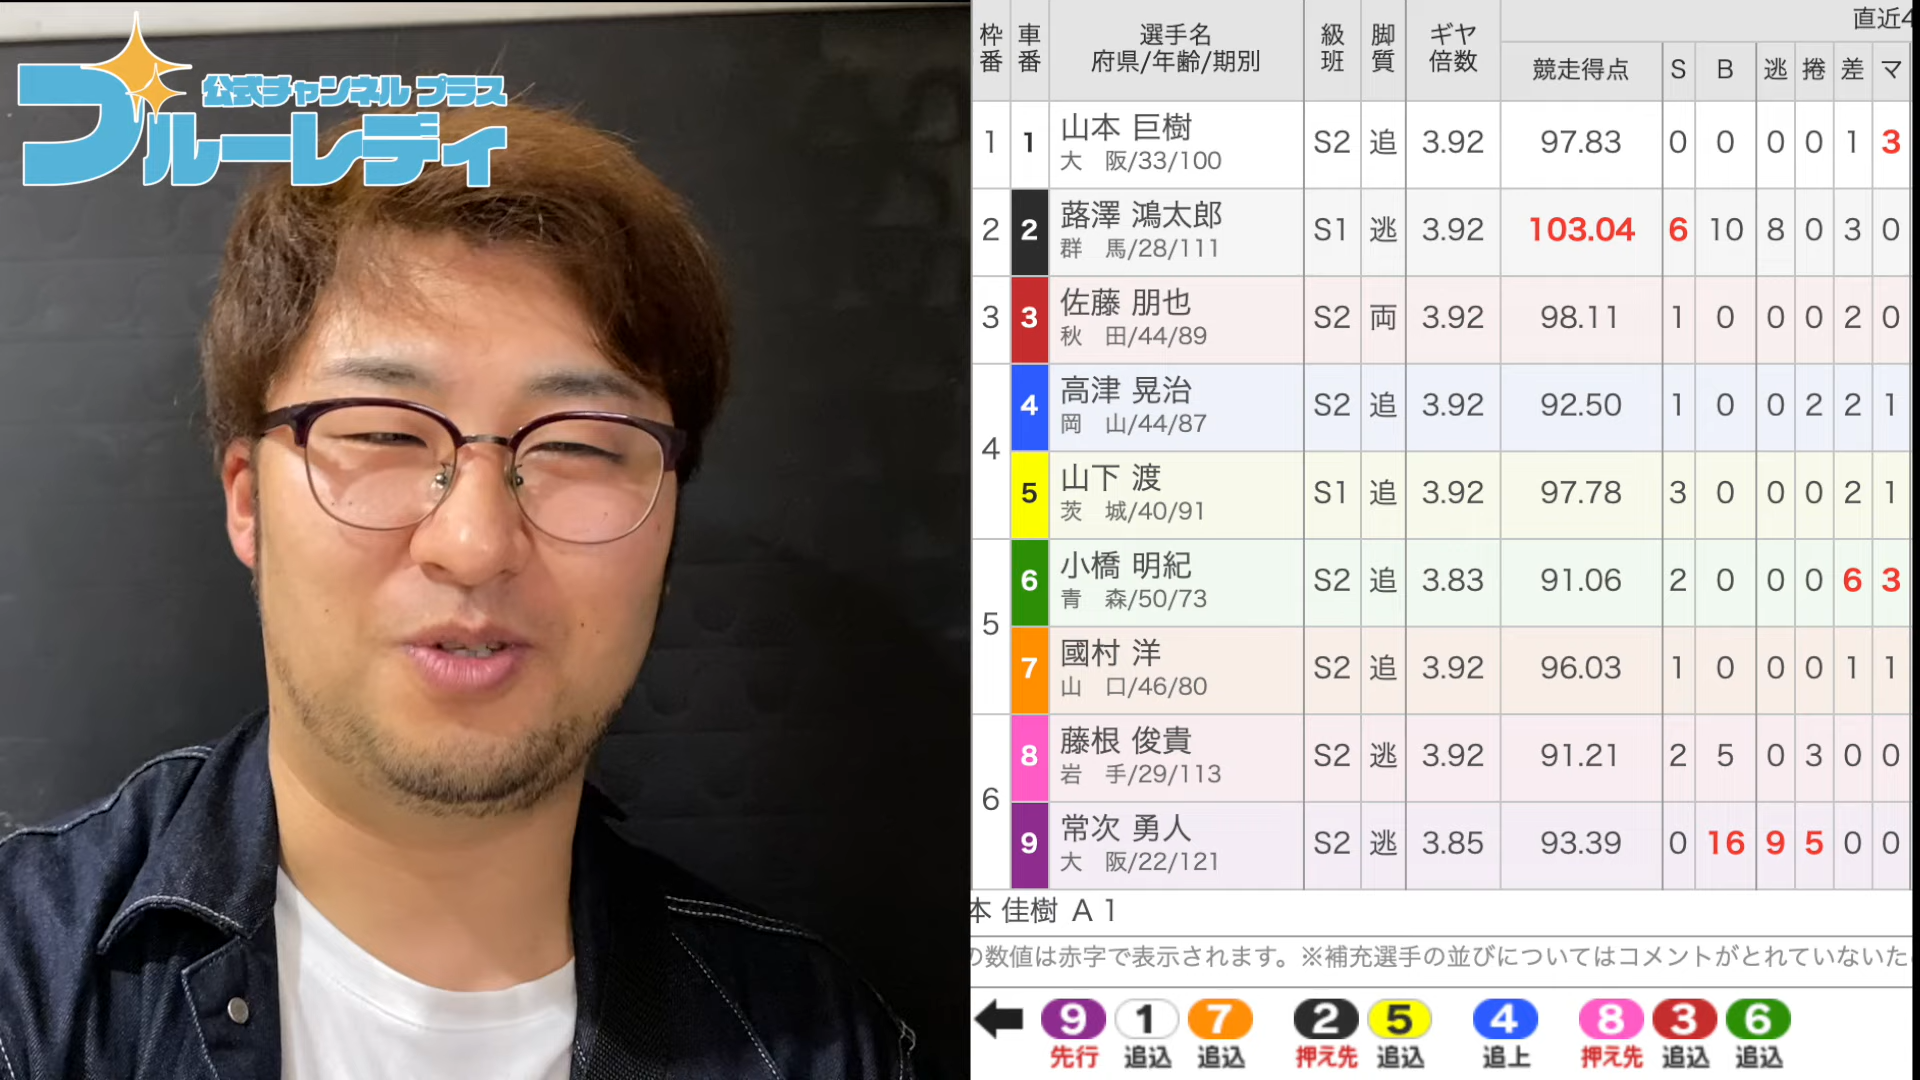 公式チャンネル プラス
ブルーレディ
枠番 車番 選手名 府県/年齢/期別 級班 脚質 ギヤ倍数 直近4
競走得点 S B 逃 捲 差 マ
1 1 山本 巨樹 S2 追 3.92 97.83 0 0 0 0 1 3
大 阪/33/100
2 2 蕗澤 鴻太郎 S1 逃 3.92 103.04 6 10 8 0 3 0
群 馬/28/111
3 3 佐藤 朋也 S2 両 3.92 98.11 1 0 0 0 2 0
秋 田/44/89
4 4 高津 晃治 S2 追 3.92 92.50 1 0 0 2 2 1
岡 山/44/87
5 山下 渡 S1 追 3.92 97.78 3 0 0 0 2 1
茨 城/40/91
5 6 小橋 明紀 S2 追 3.83 91.06 2 0 0 0 6 3
青 森/50/73
7 國村 洋 S2 追 3.92 96.03 1 0 0 0 1 1
山 口/46/80
6 8 藤根 俊貴 S2 逃 3.92 91.21 2 5 0 3 0 0
岩 手/29/113
9 常次 勇人 S2 逃 3.85 93.39 0 16 9 5 0 0
大 阪/22/121
本 佳樹 A 1
の数値は赤字で表示されます。※補充選手の並びについてはコメントがとれていないた
9 1 7 2 5 4 8 3 6
先行 追込 追込 押え先 追込 追上 押え先 追込 追込